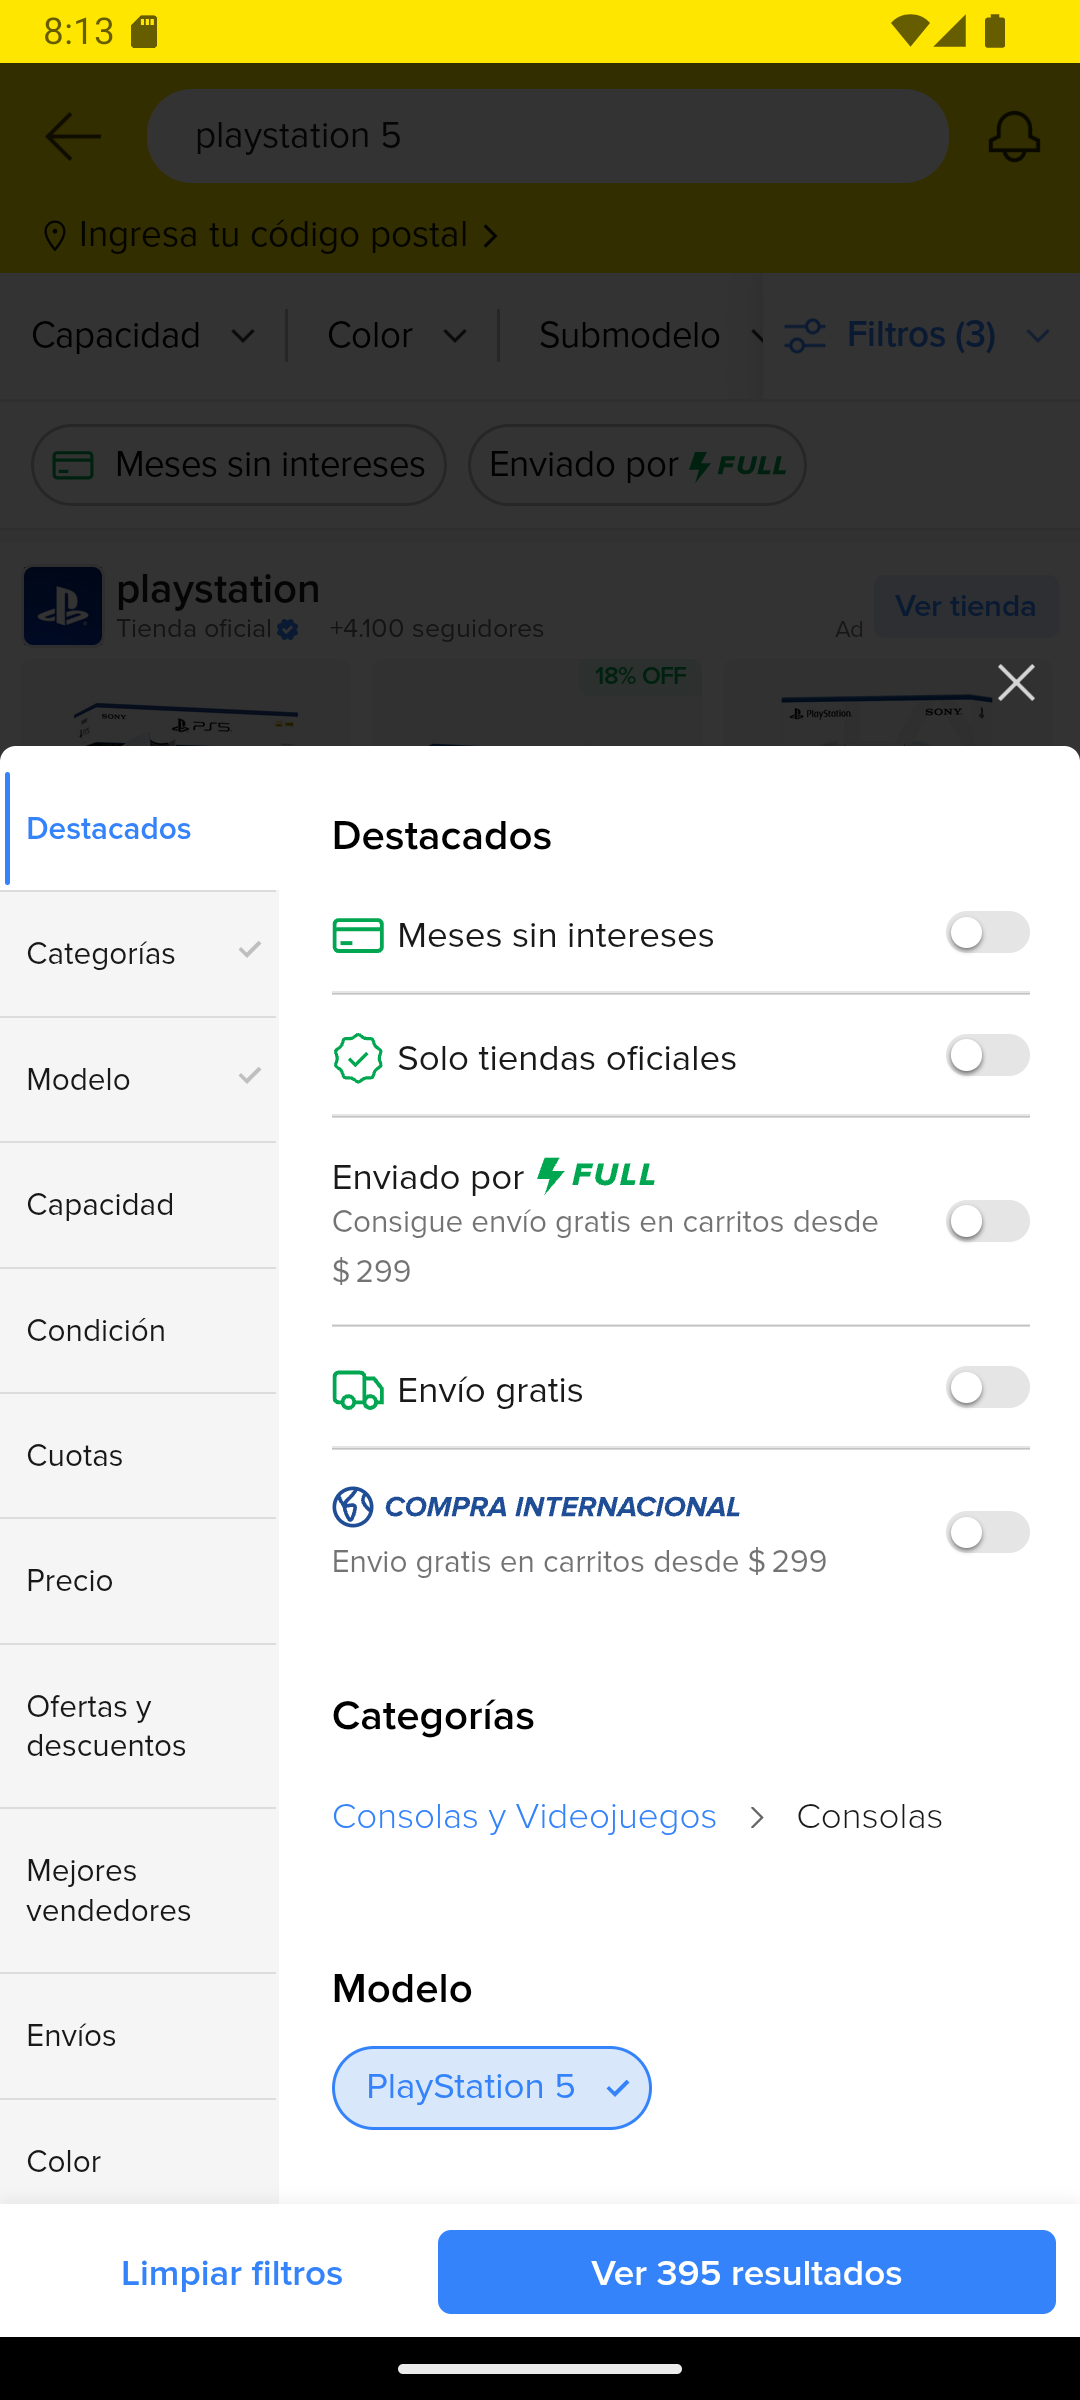 8:13
playstation 5
Ingresa tu código postal
Capacidad Color Submodelo Filtros (3)
Meses sin intereses Enviado por FULL
playstation
Tienda oficial +4.100 seguidores Ad Ver tienda
18% OFF
SONY PS5 PlayStation SONY
Destacados
Categorías
Modelo
Capacidad
Condición
Cuotas
Precio
Ofertas y
descuentos
Mejores
vendedores
Envíos
Color
Destacados
Meses sin intereses
Solo tiendas oficiales
Enviado por FULL
Consigue envío gratis en carritos desde
$ 299
Envío gratis
COMPRA INTERNACIONAL
Envio gratis en carritos desde $ 299
Categorías
Consolas y Videojuegos > Consolas
Modelo
PlayStation 5
Limpiar filtros Ver 395 resultados